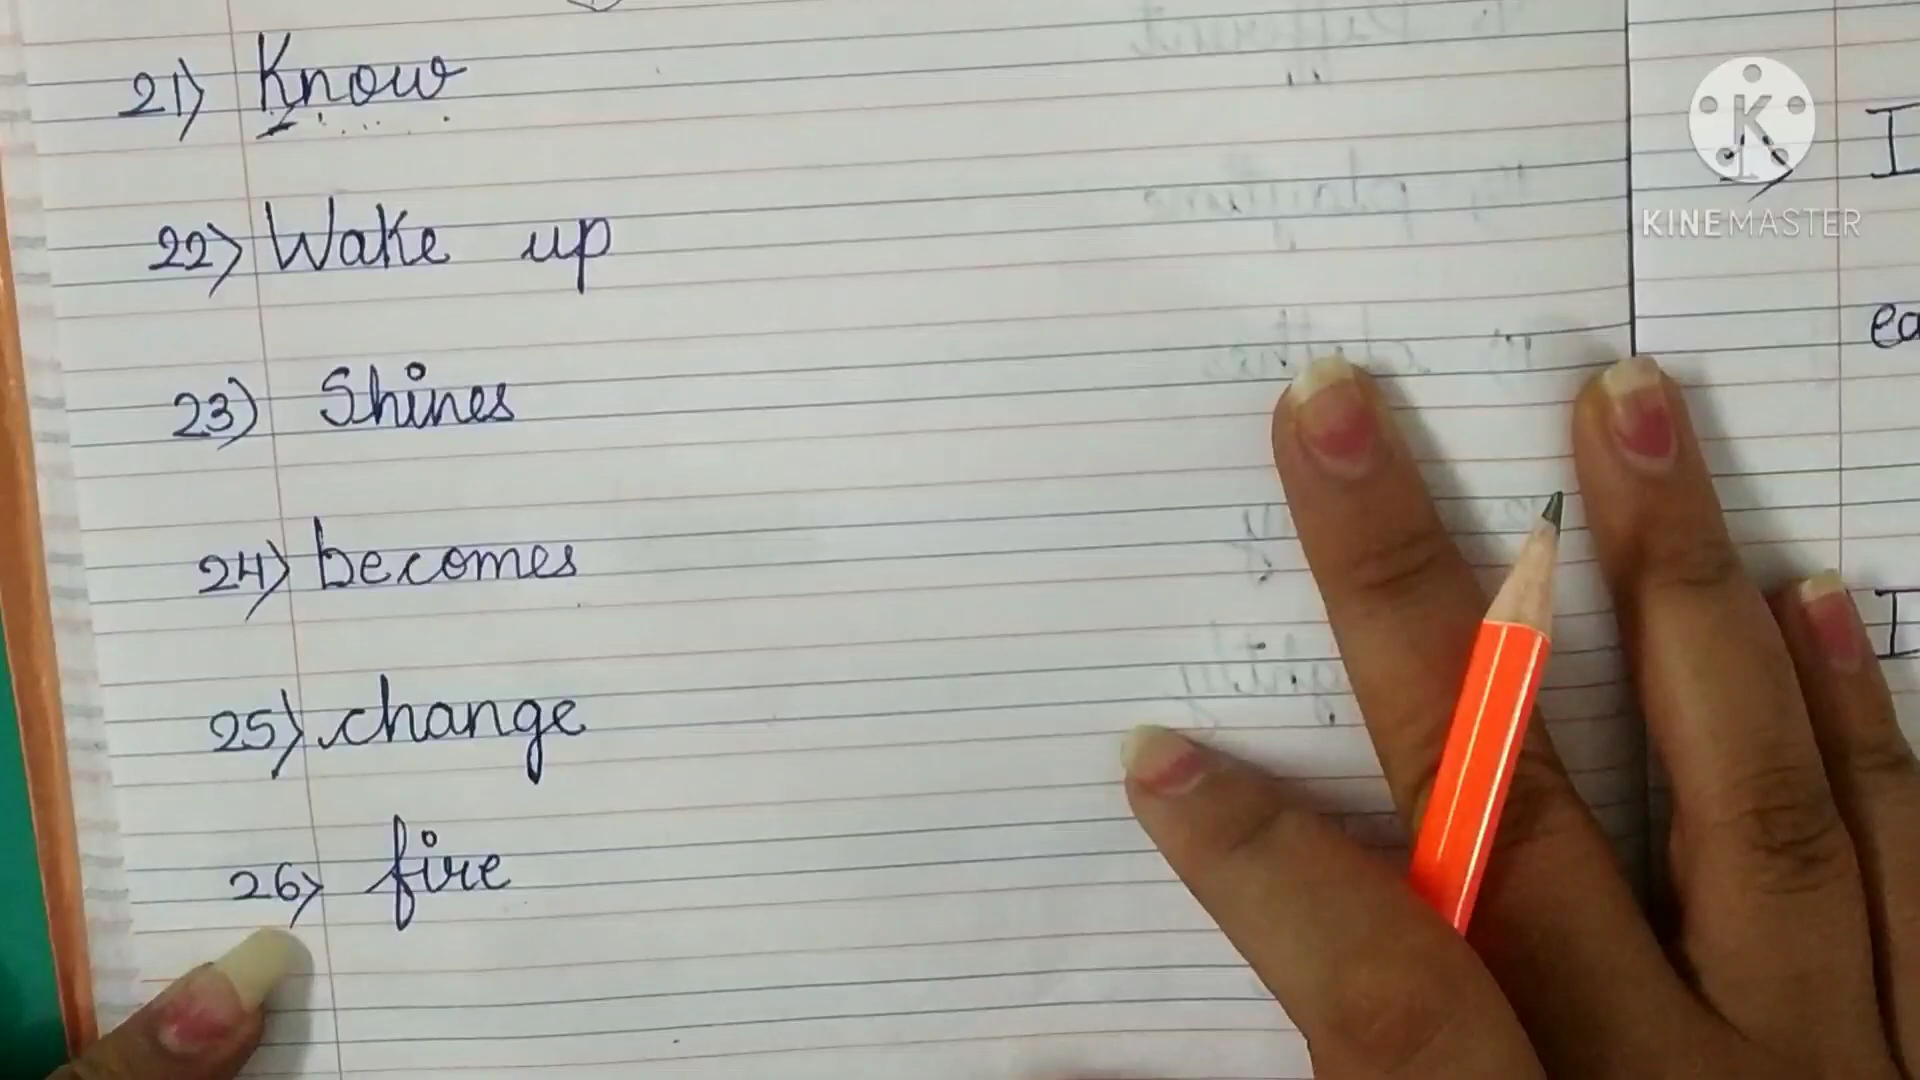 21) Know
22) Wake up
23) Shines
24) becomes
25) change
26) fire
KINEMASTER